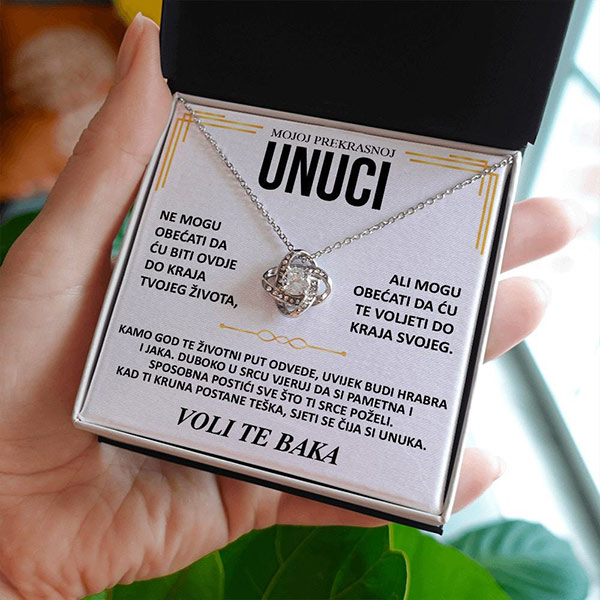 MOJOJ PREKRASNOJ
UNUCI
NE MOGU
OBEĆATI DA
ĆU BITI OVDJE
DO KRAJA
TVOJEG ŽIVOTA,
ALI MOGU
OBEĆATI DA ĆU
TE VOLJETI DO
KRAJA SVOJEG.
KAMO GOD TE ŽIVOTNI PUT ODVEDE, UVIJEK BUDI HRABRA
I JAKA. DUBOKO U SRCU VJERUJ DA SI PAMETNA I
SPOSOBNA POSTIĆI SVE ŠTO TI SRCE POŽELI.
KAD TI KRUNA POSTANE TEŠKA, SJETI SE ČIJA SI UNUKA.
VOLI TE BAKA